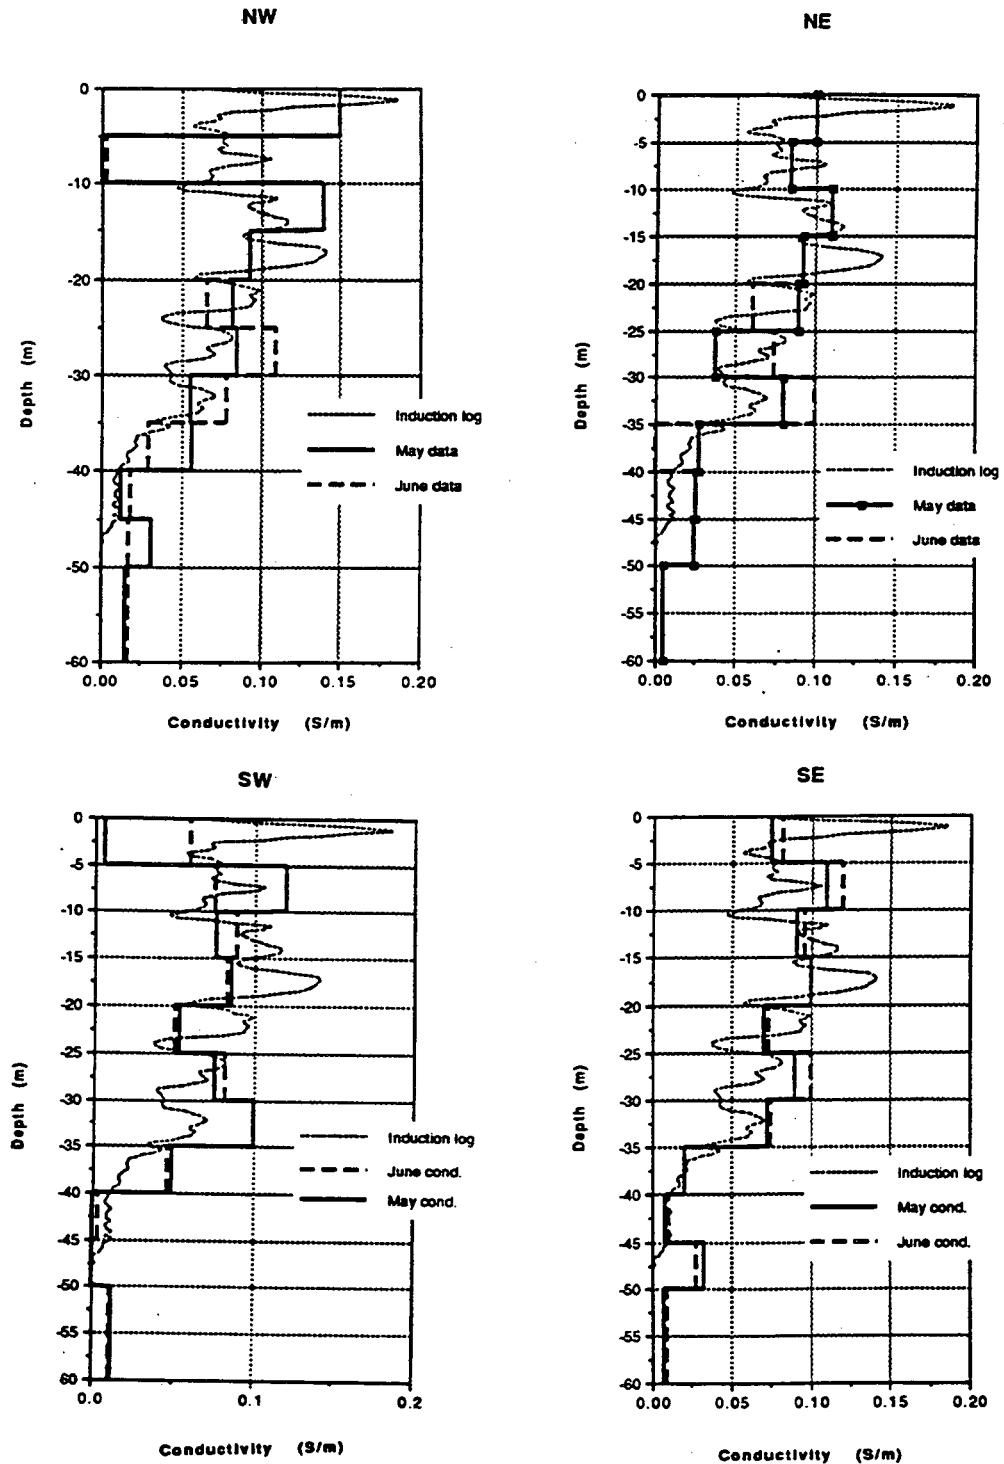 NW
0
-10
-20
-30
-40
-50
-60
Depth (m)
0.00 0.05 0.10 0.15 0.20
Conductivity (S/m)
Induction log
May data
June data
NE
0
-5
-10
-15
-20
-25
-30
-35
-40
-45
-50
-55
-60
Depth (m)
0.00 0.05 0.10 0.15 0.20
Conductivity (S/m)
Induction log
May data
June data
SW
0
-5
-10
-15
-20
-25
-30
-35
-40
-45
-50
-55
60
Depth (m)
0.0 0.1 0.2
Conductivity (S/m)
Induction log
June cond.
May cond.
SE
0
-5
-10
-15
-20
-25
-30
-35
-40
-45
-50
-55
-60
Depth (m)
0.00 0.05 0.10 0.15 0.20
Conductivity (S/m)
Induction log
May cond.
June cond.